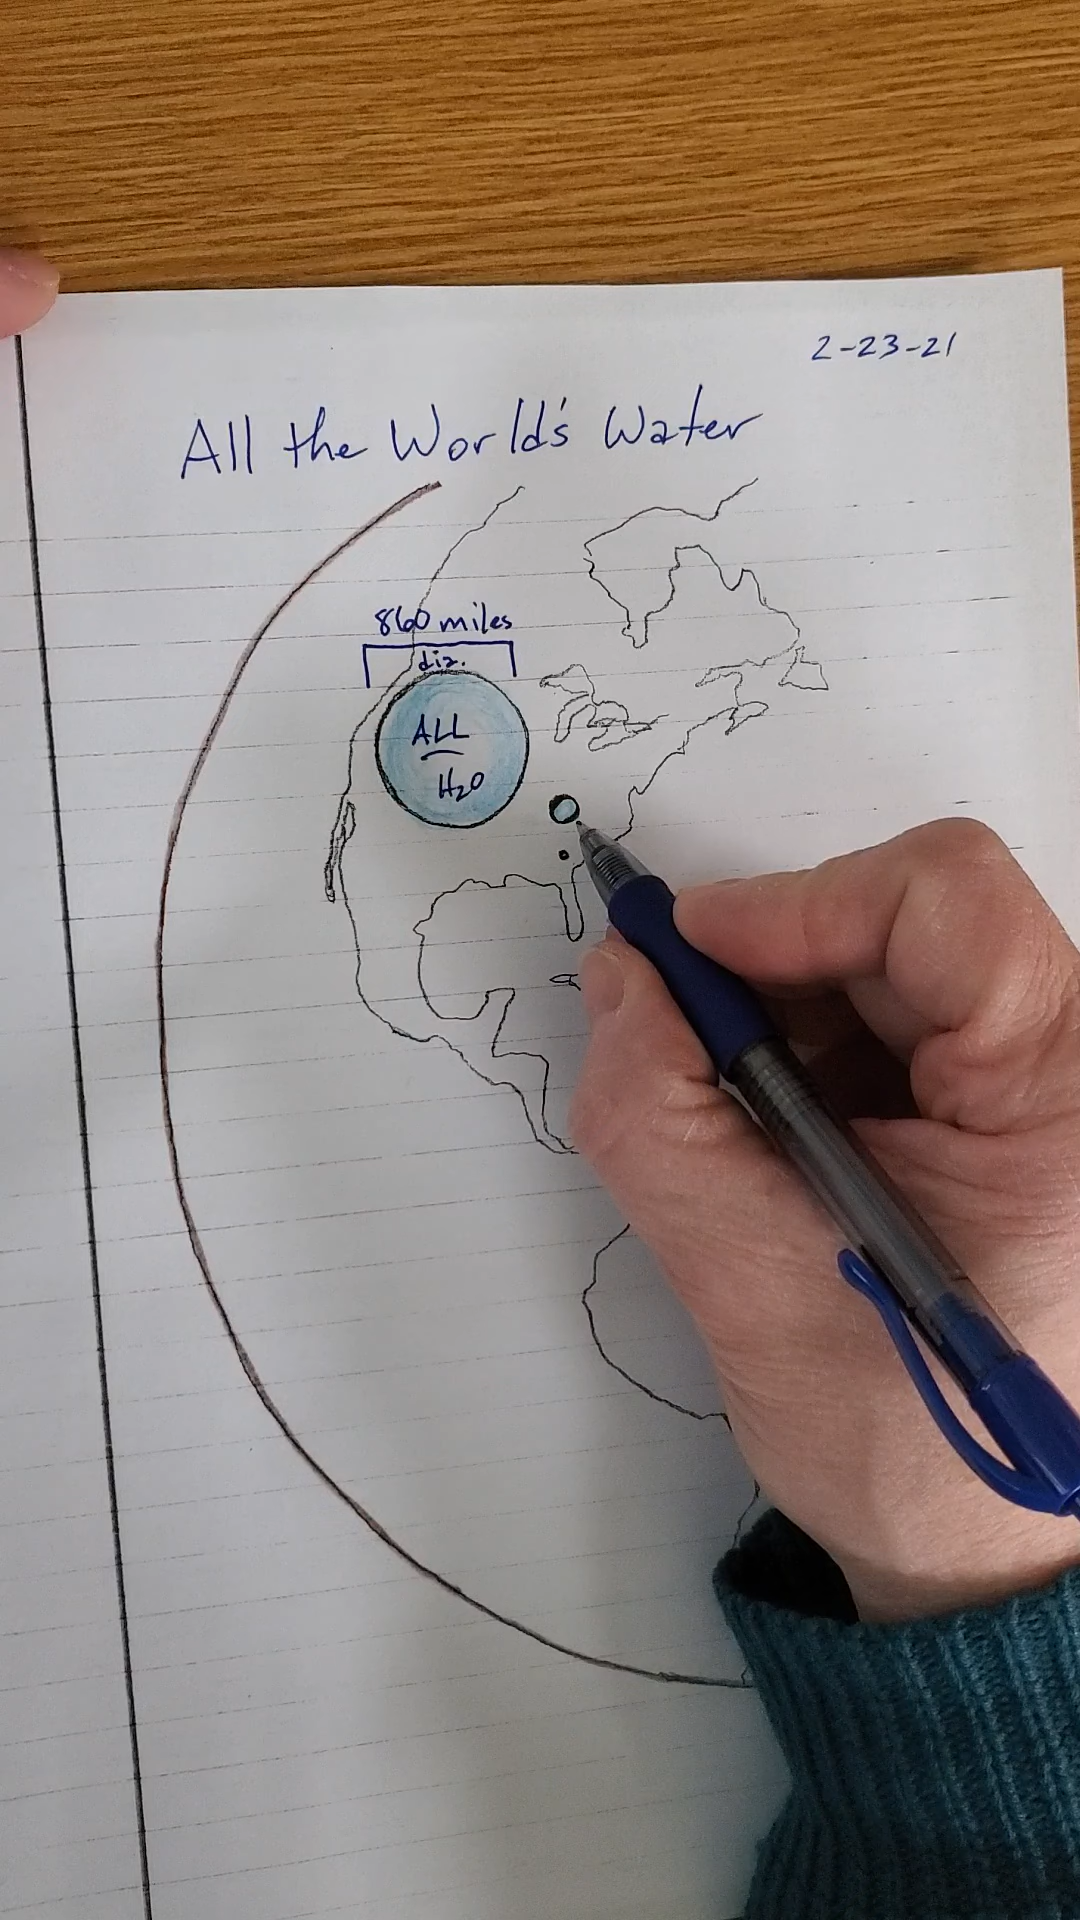 2-23-21
All the World's Water
860 miles
dia.
ALL
H₂O